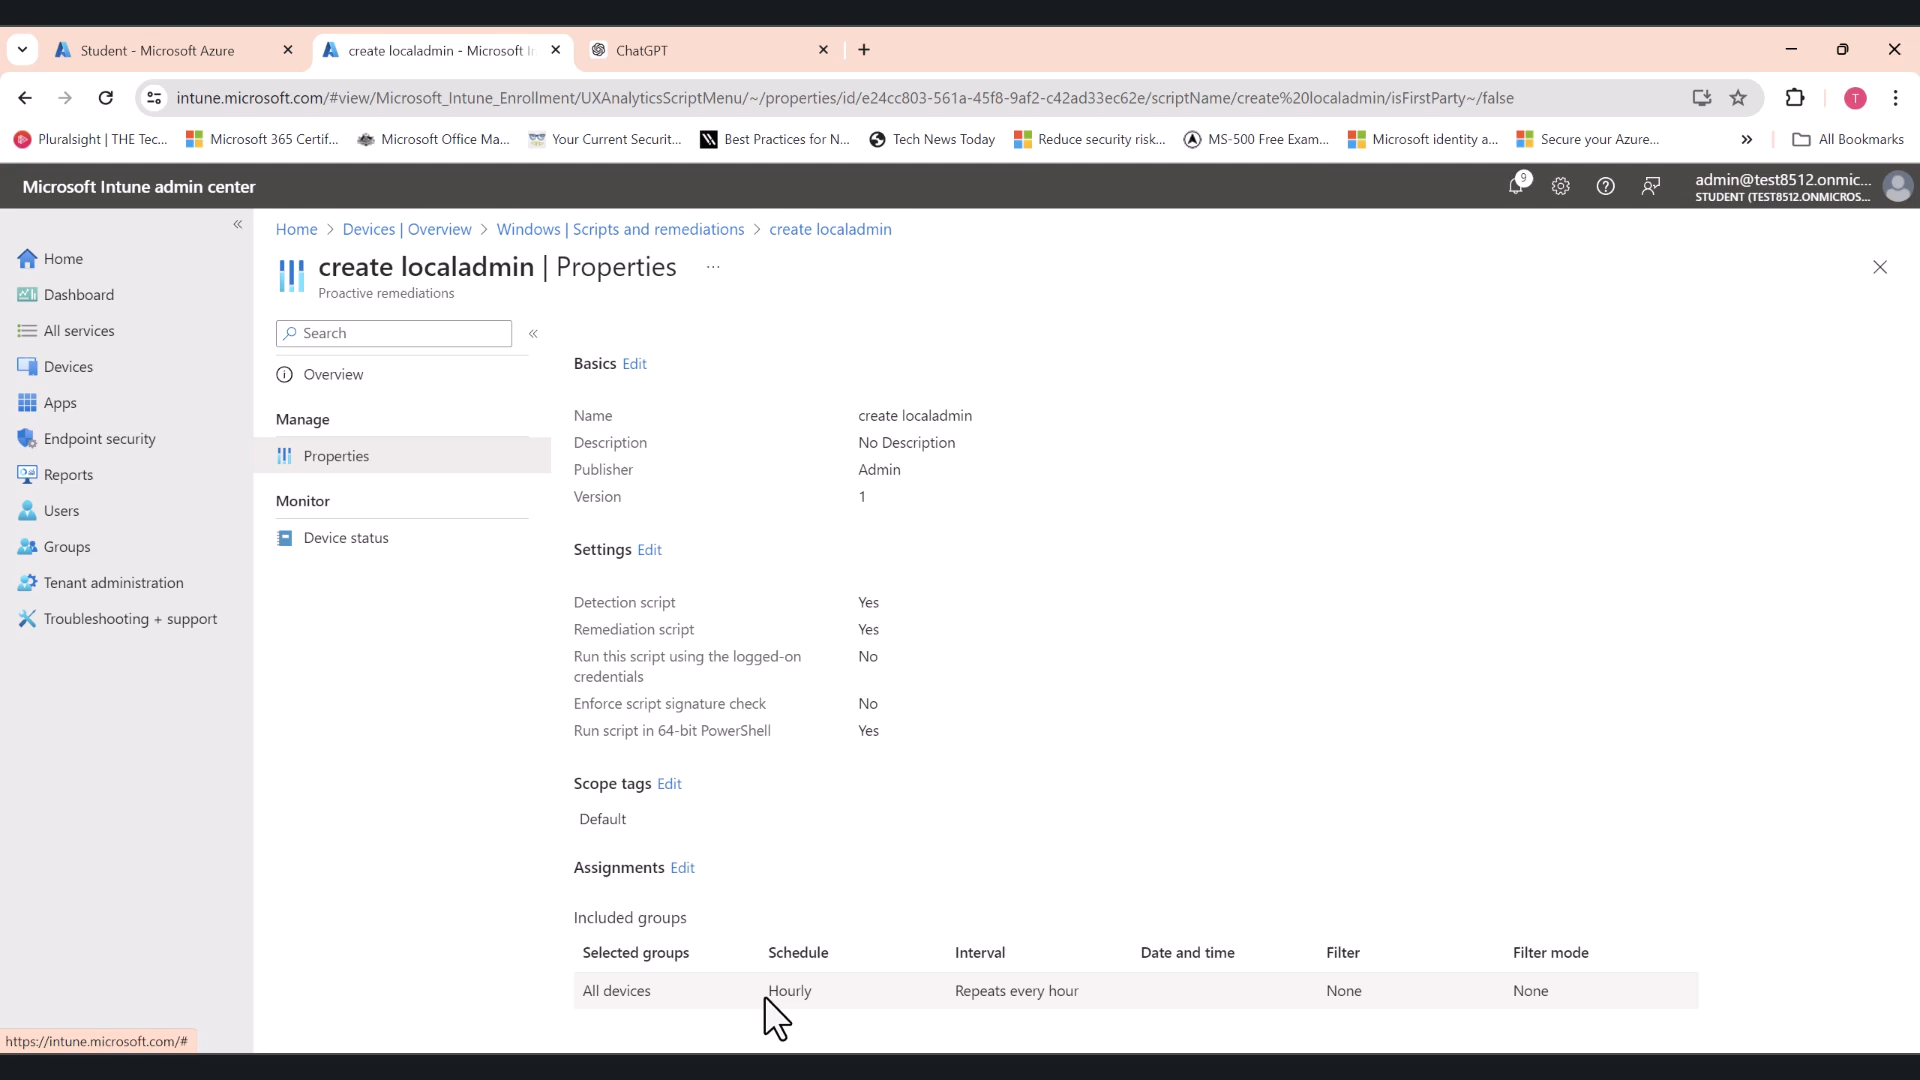 Student - Microsoft Azure
create localadmin - Microsoft In
ChatGPT
intune.microsoft.com/#view/Microsoft_Intune_Enrollment/UXAnalyticsScriptMenu/~/properties/id/e24cc803-561a-45f8-9af2-c42ad33ec62e/scriptName/create%20localadmin/isFirstParty~/false
T
Pluralsight | THE Tec...
Microsoft 365 Certif...
Microsoft Office Ma...
Your Current Securit...
Best Practices for N...
Tech News Today
Reduce security risk...
MS-500 Free Exam...
Microsoft identity a...
Secure your Azure...
All Bookmarks
Microsoft Intune admin center
9
admin@test8512.onmic...
STUDENT (TEST8512.ONMICROS...
Home
Dashboard
All services
Devices
Apps
Endpoint security
Reports
Users
Groups
Tenant administration
Troubleshooting + support
Home > Devices | Overview > Windows | Scripts and remediations > create localadmin
create localadmin | Properties ...
Proactive remediations
Search
Overview
Manage
Properties
Monitor
Device status
Basics Edit
Name create localadmin
Description No Description
Publisher Admin
Version 1
Settings Edit
Detection script Yes
Remediation script Yes
Run this script using the logged-on No
credentials
Enforce script signature check No
Run script in 64-bit PowerShell Yes
Scope tags Edit
Default
Assignments Edit
Included groups
Selected groups Schedule Interval Date and time Filter Filter mode
All devices Hourly Repeats every hour None None
https://intune.microsoft.com/#